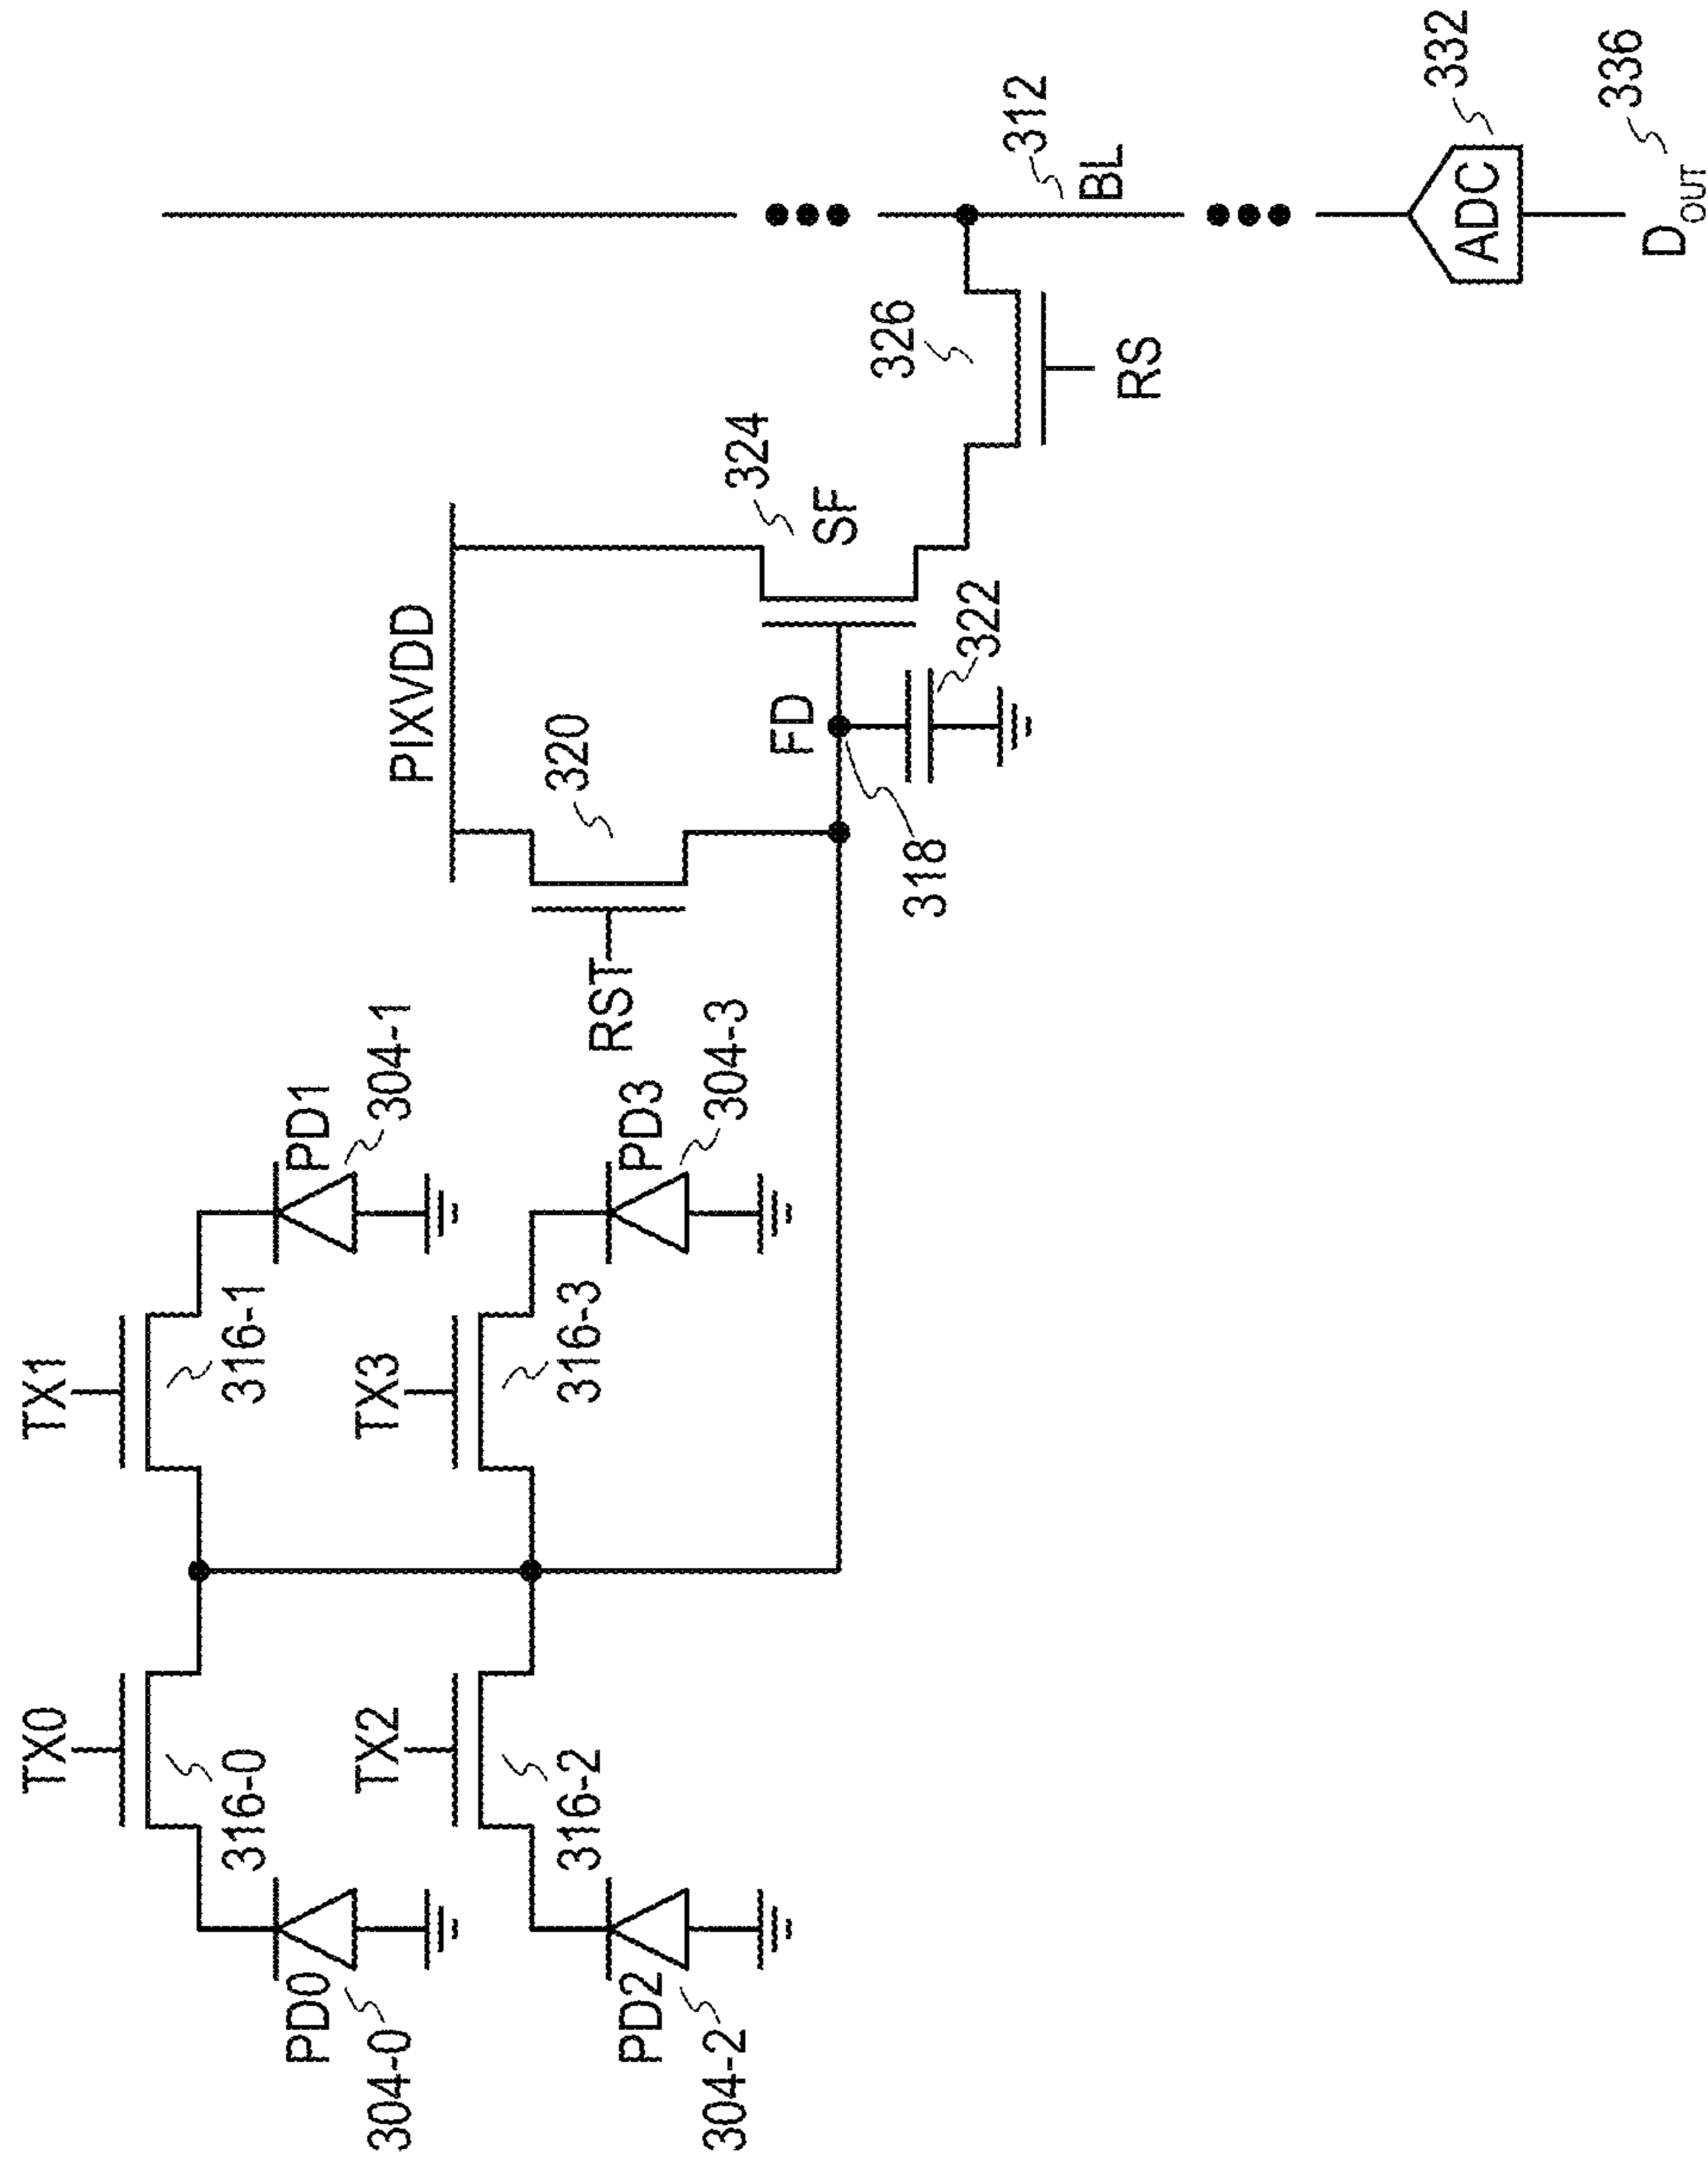 TX0
TX1
316-0
316-1
PD0
PD1
304-0
304-1
TX2
TX3
316-2
316-3
PD2
PD3
304-2
304-3
PIXVDD
RST
320
324
FD
SF
318
322
326
RS
312
BL
ADC
332
DOUT
336